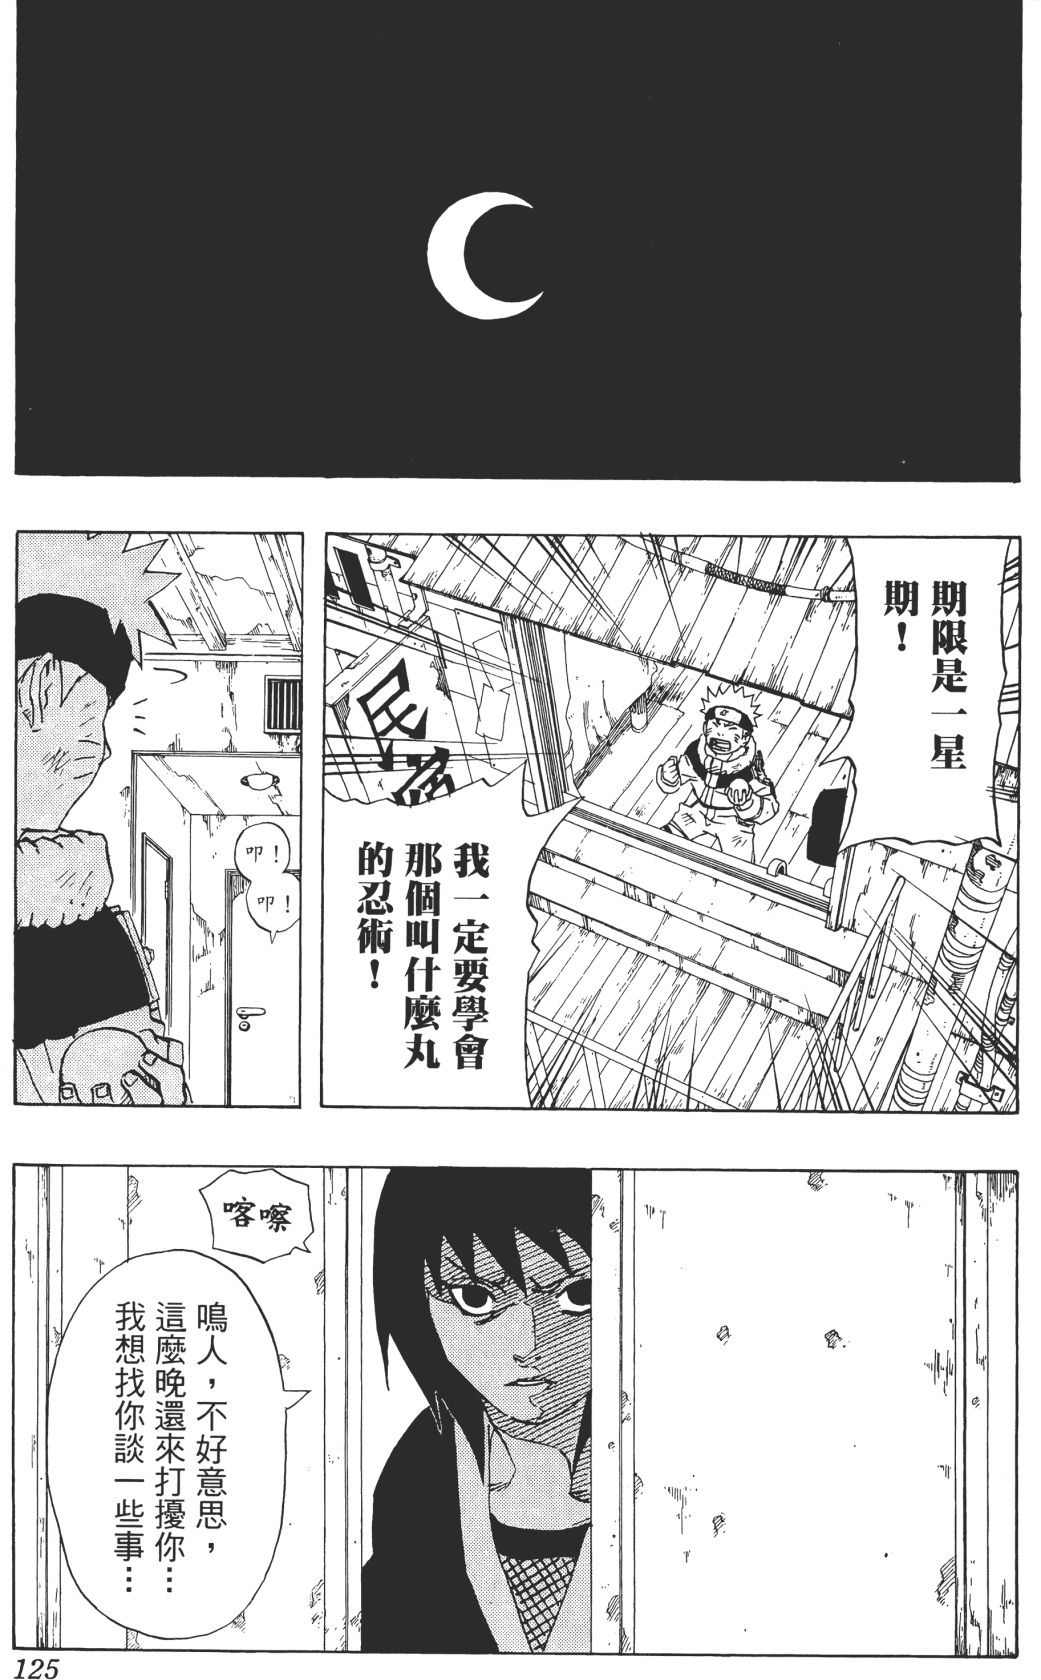 期限是一星
期！
我一定要學會
那個叫什麼丸
的忍術！
叩！
叩！
喀嚓
鳴人，不好意思，
這麼晚還來打擾你…
我想找你談一些事…
125